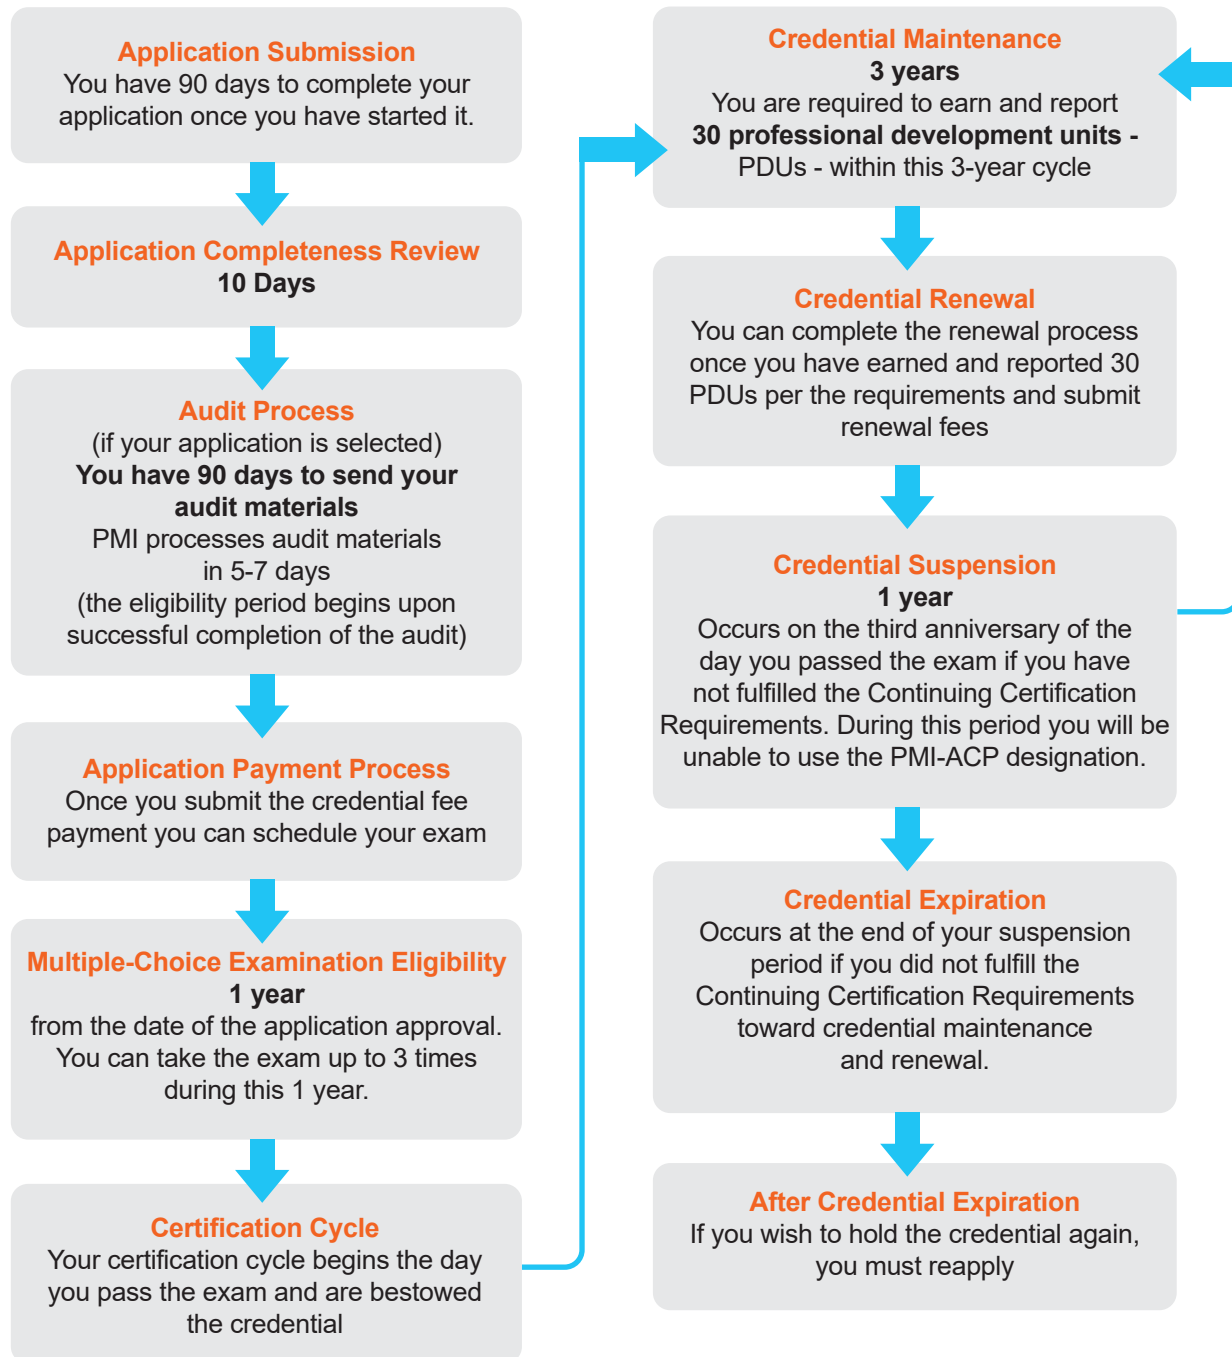 Application Submission
You have 90 days to complete your
application once you have started it.
Application Completeness Review
10 Days
Audit Process
(if your application is selected)
You have 90 days to send your
audit materials
PMI processes audit materials
in 5-7 days
(the eligibility period begins upon
successful completion of the audit)
Application Payment Process
Once you submit the credential fee
payment you can schedule your exam
Multiple-Choice Examination Eligibility
1 year
from the date of the application approval.
You can take the exam up to 3 times
during this 1 year.
Certification Cycle
Your certification cycle begins the day
you pass the exam and are bestowed
the credential
Credential Maintenance
3 years
You are required to earn and report
30 professional development units -
PDUs - within this 3-year cycle
Credential Renewal
You can complete the renewal process
once you have earned and reported 30
PDUs per the requirements and submit
renewal fees
Credential Suspension
1 year
Occurs on the third anniversary of the
day you passed the exam if you have
not fulfilled the Continuing Certification
Requirements. During this period you will be
unable to use the PMI-ACP designation.
Credential Expiration
Occurs at the end of your suspension
period if you did not fulfill the
Continuing Certification Requirements
toward credential maintenance
and renewal.
After Credential Expiration
If you wish to hold the credential again,
you must reapply